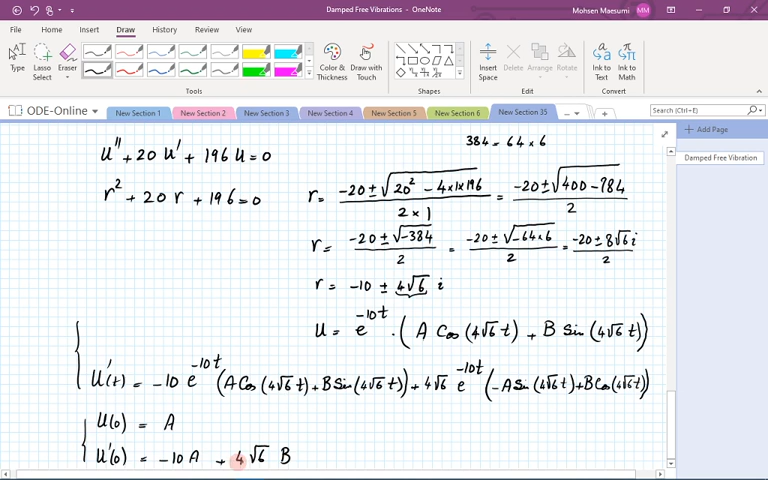 Damped Free Vibrations - OneNote
Mohsen Maesumi MM
File Home Insert Draw History Review View
Type Lasso Select Eraser Color & Thickness Draw with Touch Insert Space Delete Arrange Rotate Ink to Text Ink to Math
Tools Shapes Edit Convert
ODE-Online New Section 1 New Section 2 New Section 3 New Section 4 New Section 5 New Section 6 New Section 35 Search (Ctrl+E)
+ Add Page
Damped Free Vibration
384 = 64 × 6
u'' + 20 u' + 196 u = 0
r² + 20 r + 196 = 0
r = (-20 ± √(20² - 4×1×196)) / (2 × 1) = (-20 ± √(400 - 784)) / 2
r = (-20 ± √-384) / 2 = (-20 ± √(-64×6)) / 2 = (-20 ± 8√6 i) / 2
r = -10 ± 4√6 i
u = e^(-10t) · (A Cos(4√6 t) + B Sin(4√6 t))
u'(t) = -10 e^(-10t) (A Cos(4√6 t) + B Sin(4√6 t)) + 4√6 e^(-10t) (-A Sin(4√6 t) + B Cos(4√6 t))
u(0) = A
u'(0) = -10 A + 4√6 B